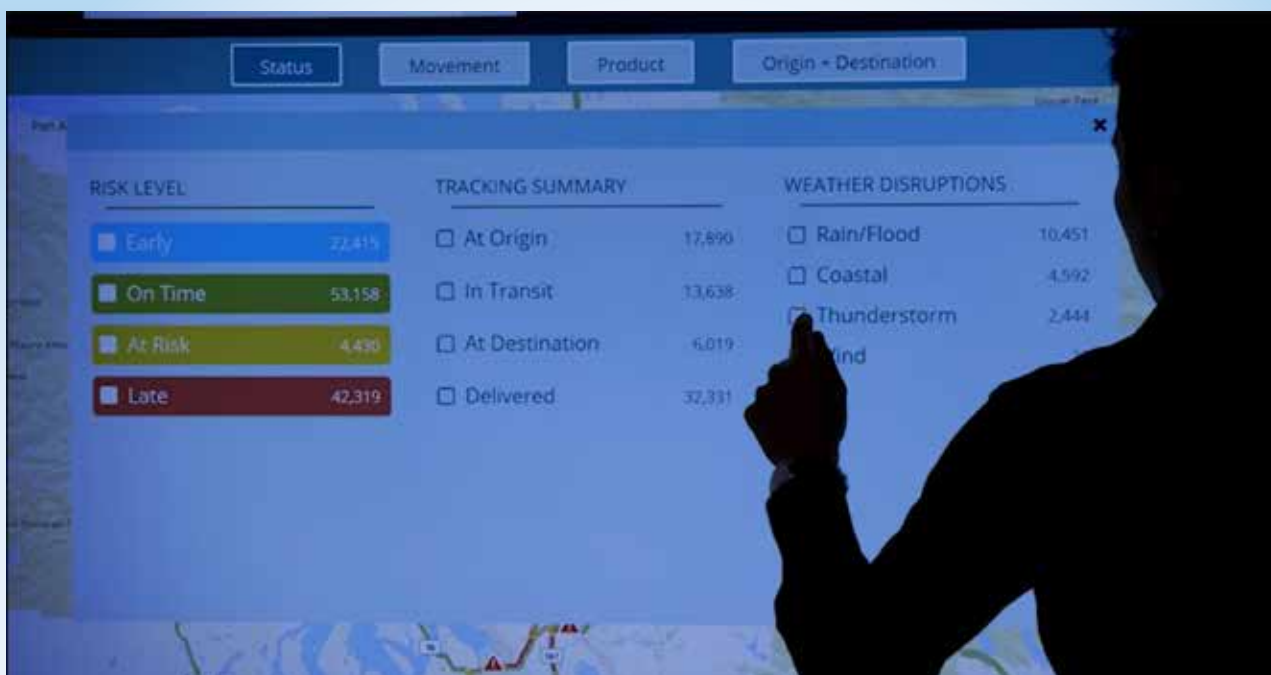 Status
Movement
Product
Origin + Destination
RISK LEVEL
Early 22,415
On Time 53,158
At Risk 4,430
Late 42,319
TRACKING SUMMARY
At Origin 17,890
In Transit 13,638
At Destination 6,019
Delivered 32,331
WEATHER DISRUPTIONS
Rain/Flood 10,451
Coastal 4,592
Thunderstorm 2,444